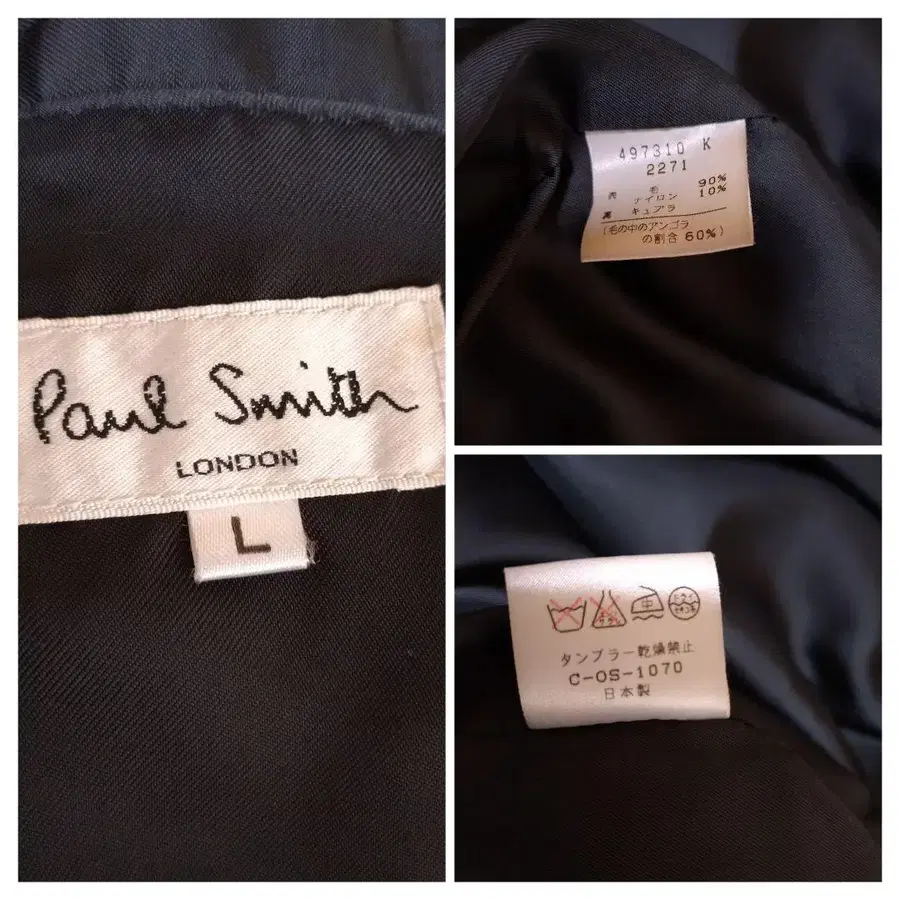 Paul Smith
LONDON
L
497310 K
2271
表 毛 90%
ナイロン 10%
裏 キュプラ
(毛の中のアンゴラ
の割合 60%)
中
タンブラー乾燥禁止
C-OS-1070
日本製